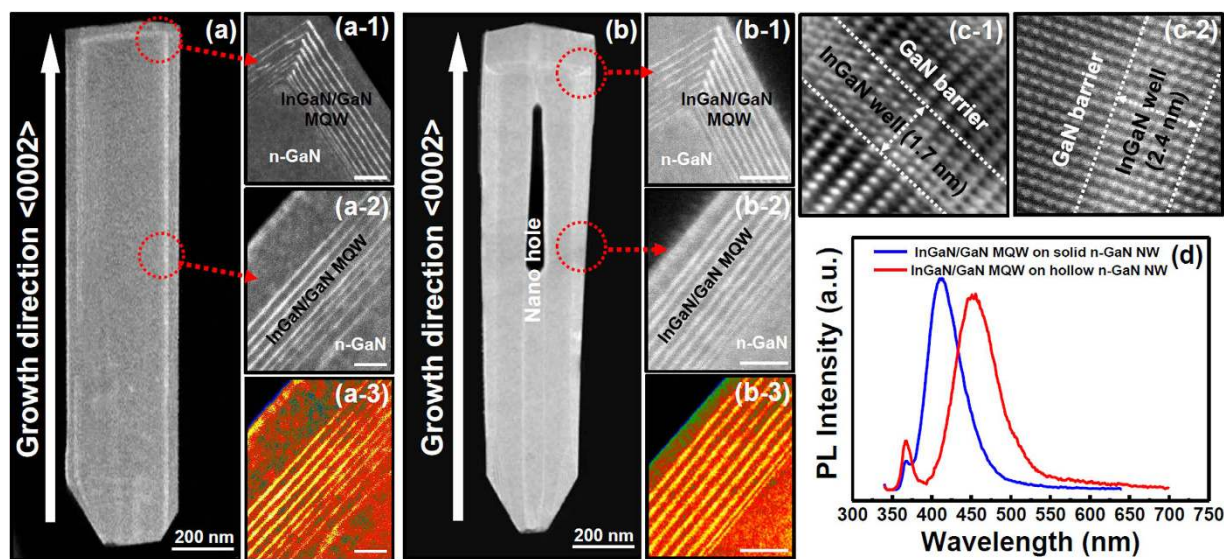 (a)
Growth direction <0002>
200 nm
(a-1)
InGaN/GaN
MQW
n-GaN
(a-2)
InGaN/GaN MQW
n-GaN
(a-3)
(b)
Growth direction <0002>
Nano hole
200 nm
(b-1)
InGaN/GaN
MQW
n-GaN
(b-2)
InGaN/GaN MQW
n-GaN
(b-3)
(c-1)
GaN barrier
InGaN well (1.7 nm)
(c-2)
GaN barrier
InGaN well
(2.4 nm)
(d)
InGaN/GaN MQW on solid n-GaN NW
InGaN/GaN MQW on hollow n-GaN NW
PL Intensity (a.u.)
300 350 400 450 500 550 600 650 700 750
Wavelength (nm)